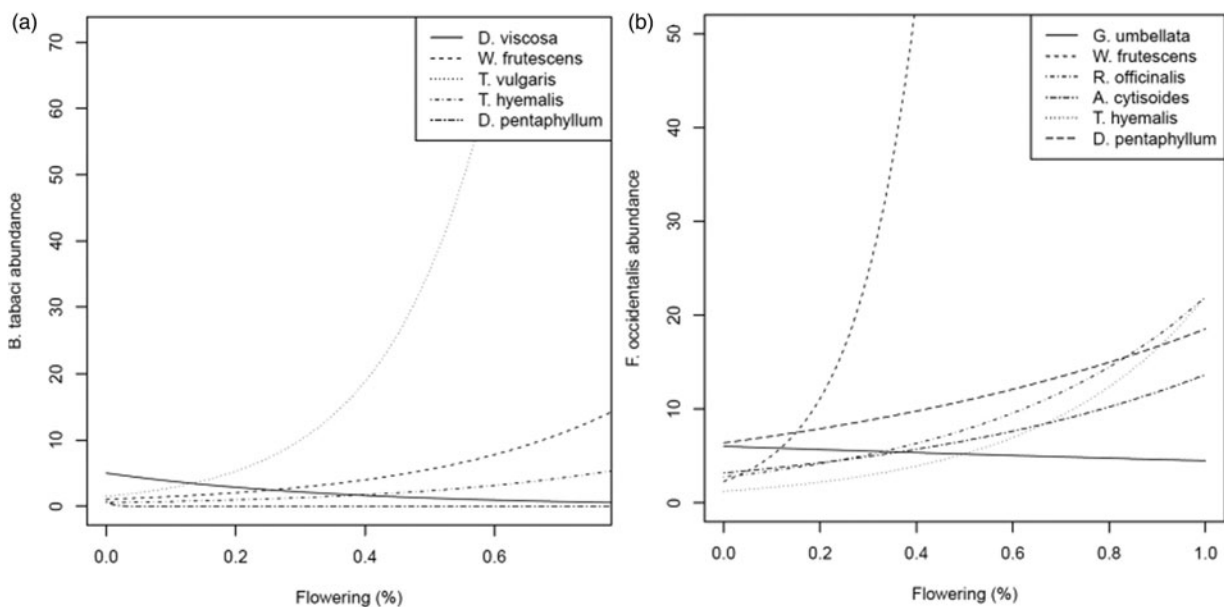 (a)
D. viscosa
W. frutescens
T. vulgaris
T. hyemalis
D. pentaphyllum
B. tabaci abundance
70
60
50
40
30
20
10
0
0.0 0.2 0.4 0.6
Flowering (%)
(b)
G. umbellata
W. frutescens
R. officinalis
A. cytisoides
T. hyemalis
D. pentaphyllum
F. occidentalis abundance
50
40
30
20
10
0
0.0 0.2 0.4 0.6 0.8 1.0
Flowering (%)